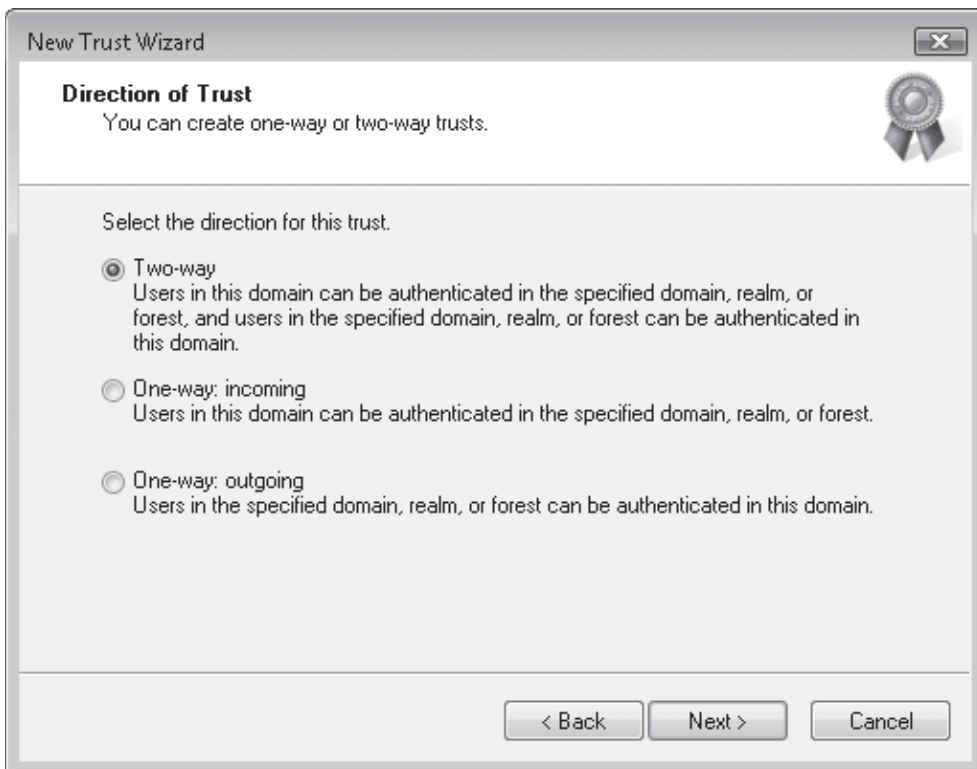 New Trust Wizard
Direction of Trust
You can create one-way or two-way trusts.
Select the direction for this trust.
Two-way
Users in this domain can be authenticated in the specified domain, realm, or
forest, and users in the specified domain, realm, or forest can be authenticated in
this domain.
One-way: incoming
Users in this domain can be authenticated in the specified domain, realm, or forest.
One-way: outgoing
Users in the specified domain, realm, or forest can be authenticated in this domain.
< Back Next > Cancel